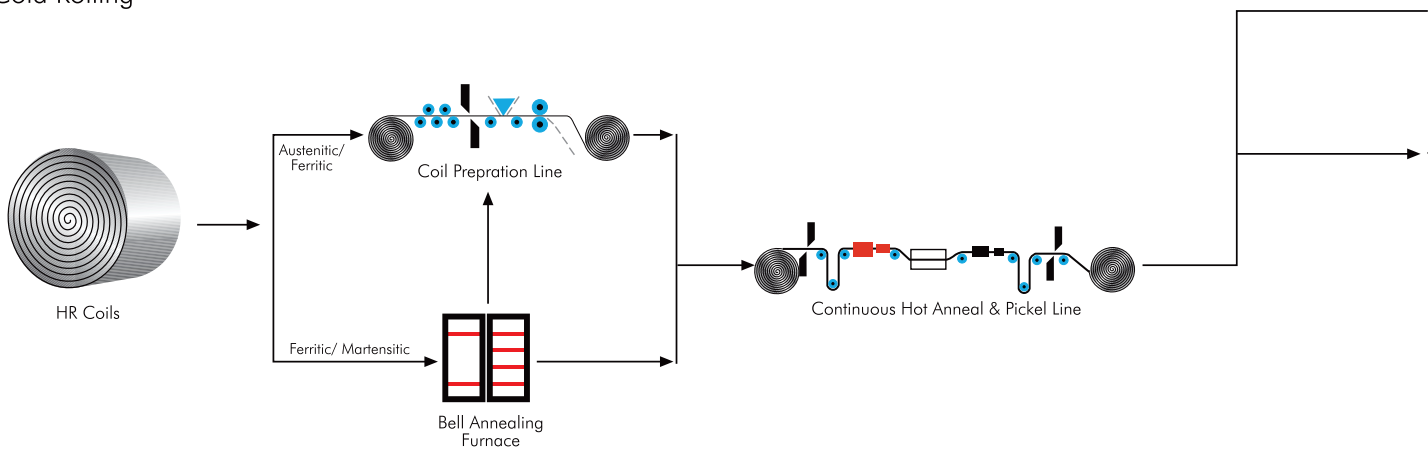 Cold Rolling
Austenitic/
Ferritic
Coil Prepration Line
HR Coils
Continuous Hot Anneal & Pickel Line
Ferritic/ Martensitic
Bell Annealing
Furnace